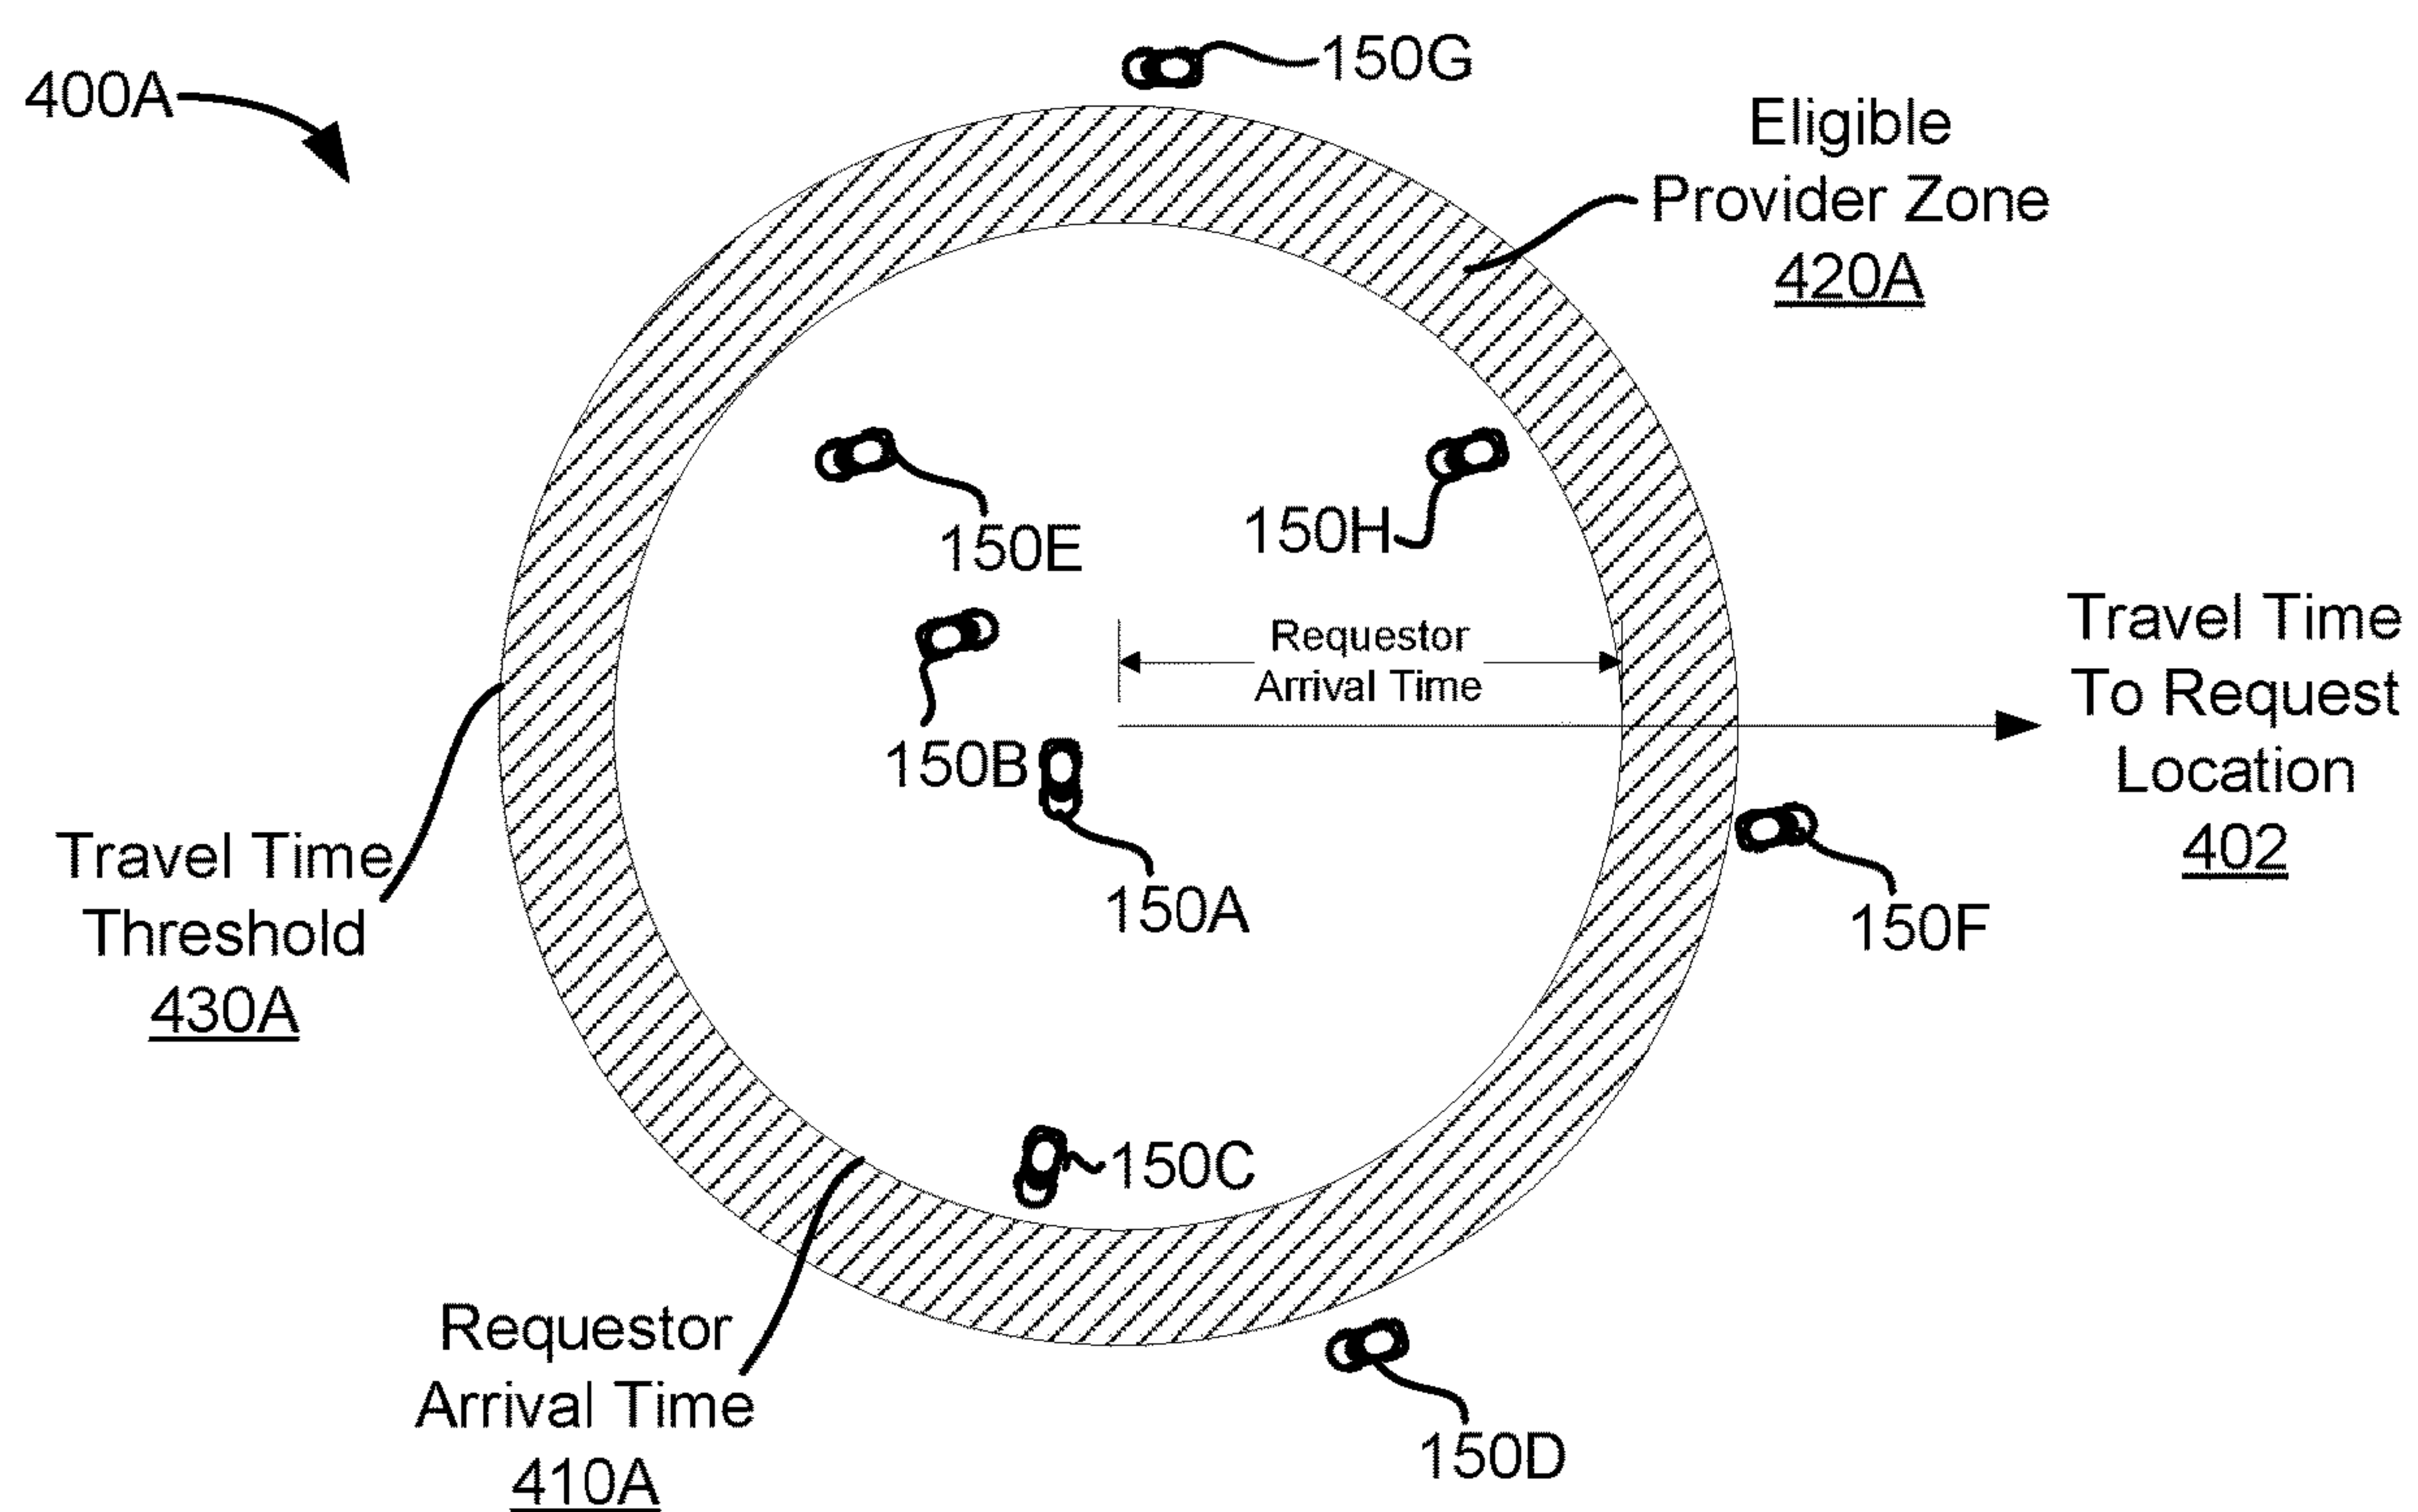 150G
400A
Eligible
Provider Zone
420A
150E
150H
Requestor
Arrival Time
Travel Time
To Request
Location
402
150B
150A
150F
Travel Time
Threshold
430A
150C
Requestor
Arrival Time
410A
150D